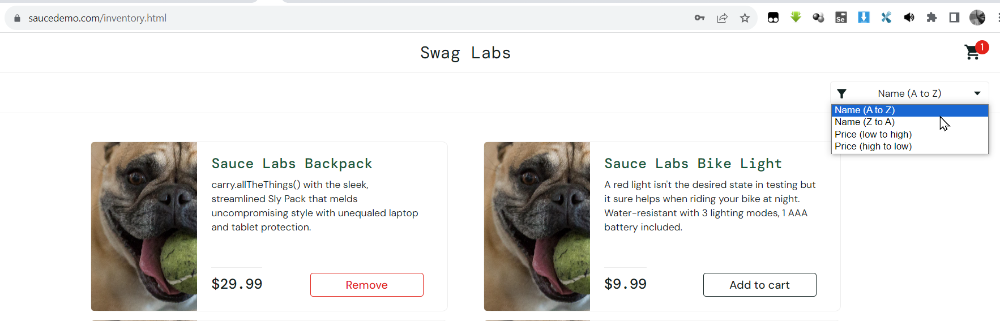 saucedemo.com/inventory.html
Se
Swag Labs
1
Name (A to Z)
Name (A to Z)
Name (Z to A)
Price (low to high)
Price (high to low)
Sauce Labs Backpack
carry.allTheThings() with the sleek,
streamlined Sly Pack that melds
uncompromising style with unequaled laptop
and tablet protection.
$29.99
Remove
Sauce Labs Bike Light
A red light isn't the desired state in testing but
it sure helps when riding your bike at night.
Water-resistant with 3 lighting modes, 1 AAA
battery included.
$9.99
Add to cart